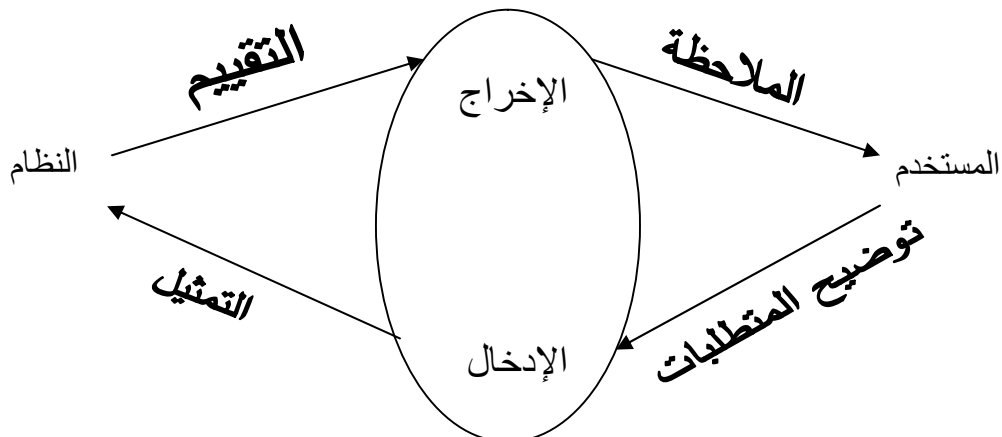 التقييم
الملاحظة
الإخراج
المستخدم
النظام
توضيح المتطلبات
التمثيل
الإدخال